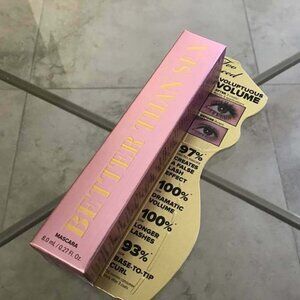 BETTER THAN SEX
MASCARA
8.0 mL / 0.27 Fl. Oz.
Too
Faced
VOLUPTUOUS
VOLUME
97%
CREATES
A FALSE
LASH
EFFECT
100%
DRAMATIC
VOLUME
100%
LONGER
LASHES
93%
BASE-TO-TIP
CURL